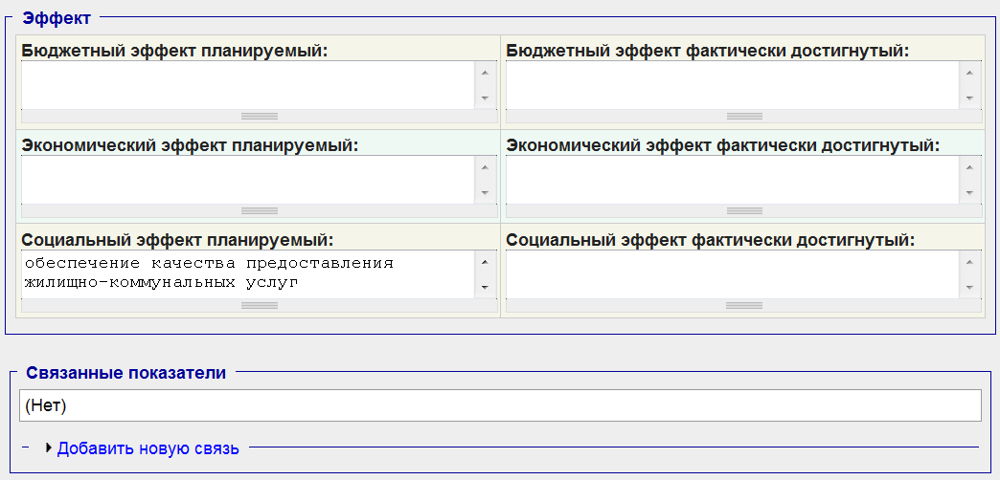 Эффект
Бюджетный эффект планируемый:
Бюджетный эффект фактически достигнутый:
Экономический эффект планируемый:
Экономический эффект фактически достигнутый:
Социальный эффект планируемый:
обеспечение качества предоставления
жилищно-коммунальных услуг
Социальный эффект фактически достигнутый:
Связанные показатели
(Нет)
Добавить новую связь